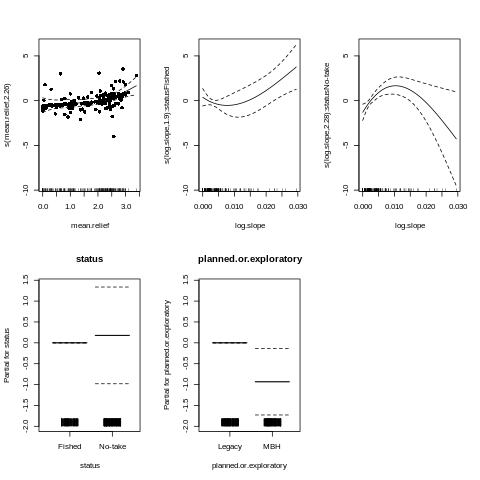 5
0
-5
-10
s(mean.relief,2.26)
0.0 1.0 2.0 3.0
mean.relief
5
0
-5
-10
s(log.slope,1.9):statusFished
0.000 0.010 0.020 0.030
log.slope
5
0
-5
-10
s(log.slope,2.28):statusNo-take
0.000 0.010 0.020 0.030
log.slope
status
1.5
1.0
0.5
0.0
-0.5
-1.0
-1.5
-2.0
Partial for status
Fished No-take
status
planned.or.exploratory
1.5
1.0
0.5
0.0
-0.5
-1.0
-1.5
-2.0
Partial for planned.or.exploratory
Legacy MBH
planned.or.exploratory